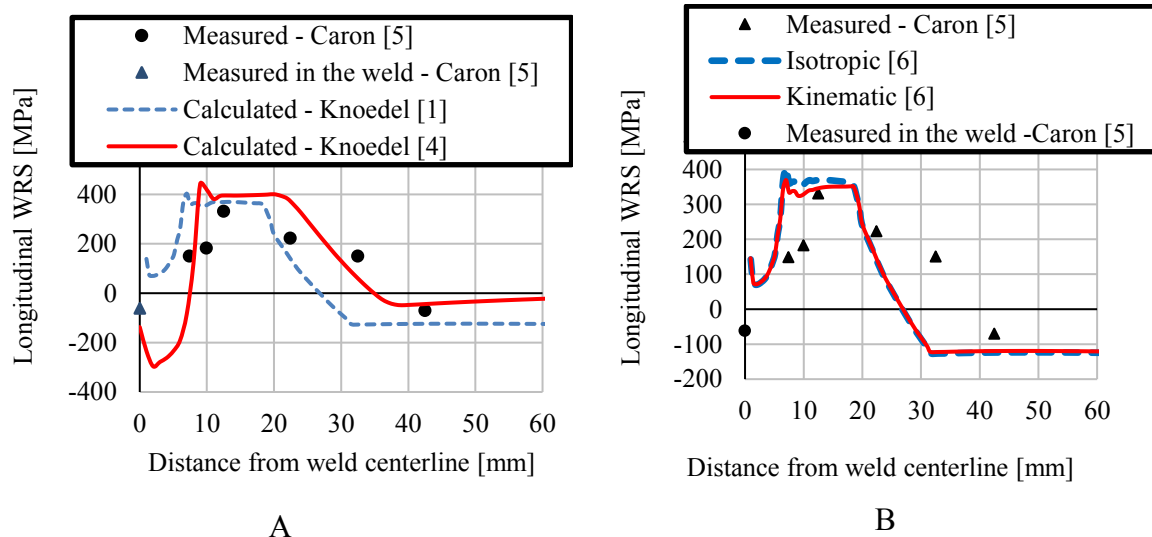 Measured - Caron [5]
Measured in the weld - Caron [5]
Calculated - Knoedel [1]
Calculated - Knoedel [4]
Longitudinal WRS [MPa]
400
200
0
-200
-400
0 10 20 30 40 50 60
Distance from weld centerline [mm]
A
Measured - Caron [5]
Isotropic [6]
Kinematic [6]
Measured in the weld -Caron [5]
Longitudinal WRS [MPa]
400
300
200
100
0
-100
-200
0 10 20 30 40 50 60
Distance from weld centerline [mm]
B